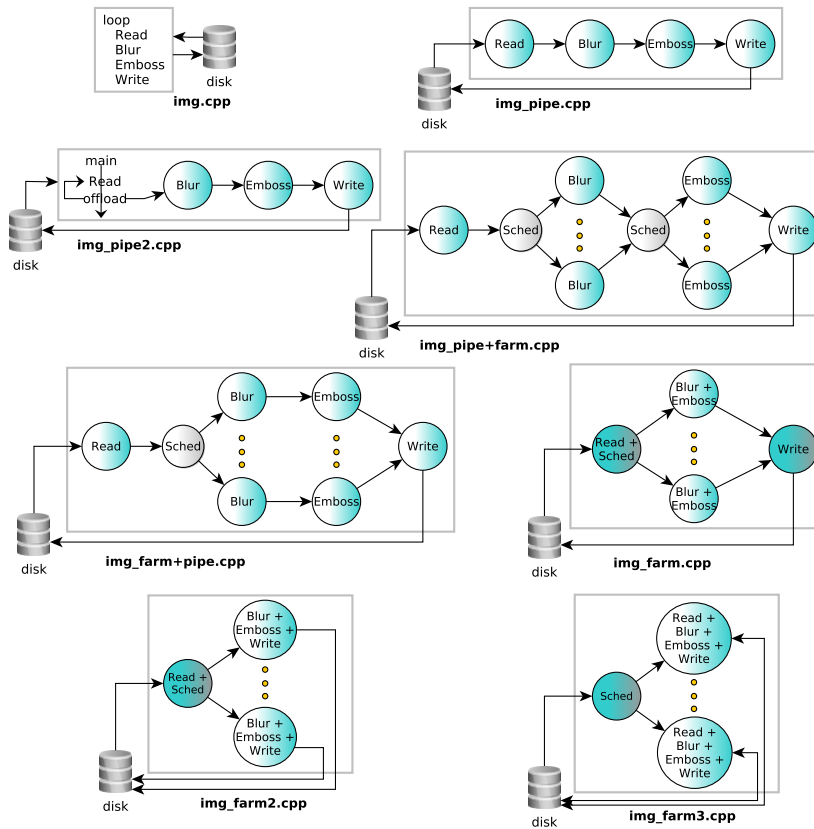 loop
Read
Blur
Emboss
Write
disk
img.cpp
Read
Blur
Emboss
Write
disk
img_pipe.cpp
main
Read
offload
Blur
Emboss
Write
disk
img_pipe2.cpp
Read
Sched
Blur
Blur
Sched
Emboss
Emboss
Write
disk
img_pipe+farm.cpp
Read
Sched
Blur
Emboss
Blur
Emboss
Write
disk
img_farm+pipe.cpp
Read +
Sched
Blur +
Emboss
Blur +
Emboss
Write
disk
img_farm.cpp
Read +
Sched
Blur +
Emboss +
Write
Blur +
Emboss +
Write
disk
img_farm2.cpp
Sched
Read +
Blur +
Emboss +
Write
Read +
Blur +
Emboss +
Write
disk
img_farm3.cpp